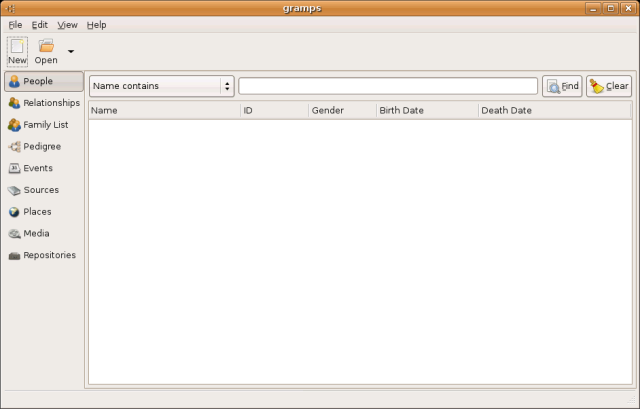 gramps
File Edit View Help
New Open
People
Relationships
Family List
Pedigree
Events
Sources
Places
Media
Repositories
Name contains Find Clear
Name ID Gender Birth Date Death Date